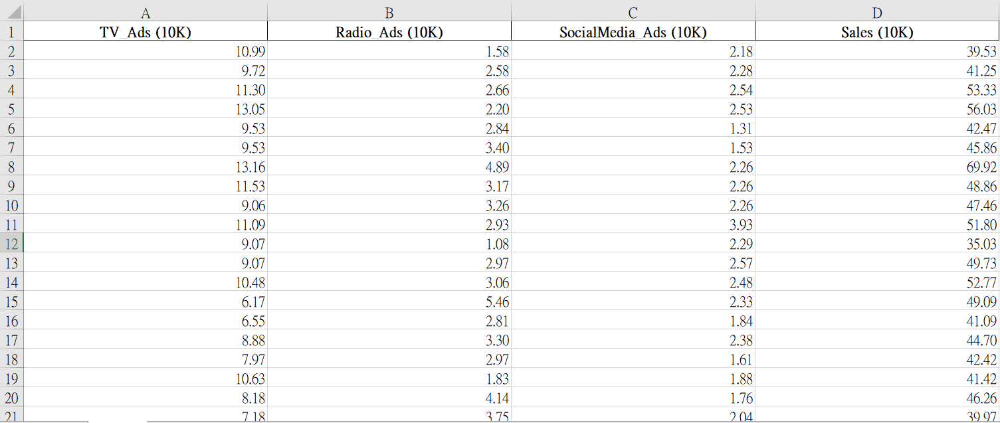 A B C D
1 TV_Ads (10K) Radio_Ads (10K) SocialMedia_Ads (10K) Sales (10K)
2 10.99 1.58 2.18 39.53
3 9.72 2.58 2.28 41.25
4 11.30 2.66 2.54 53.33
5 13.05 2.20 2.53 56.03
6 9.53 2.84 1.31 42.47
7 9.53 3.40 1.53 45.86
8 13.16 4.89 2.26 69.92
9 11.53 3.17 2.26 48.86
10 9.06 3.26 2.26 47.46
11 11.09 2.93 3.93 51.80
12 9.07 1.08 2.29 35.03
13 9.07 2.97 2.57 49.73
14 10.48 3.06 2.48 52.77
15 6.17 5.46 2.33 49.09
16 6.55 2.81 1.84 41.09
17 8.88 3.30 2.38 44.70
18 7.97 2.97 1.61 42.42
19 10.63 1.83 1.88 41.42
20 8.18 4.14 1.76 46.26
21 7.18 3.75 2.04 39.97